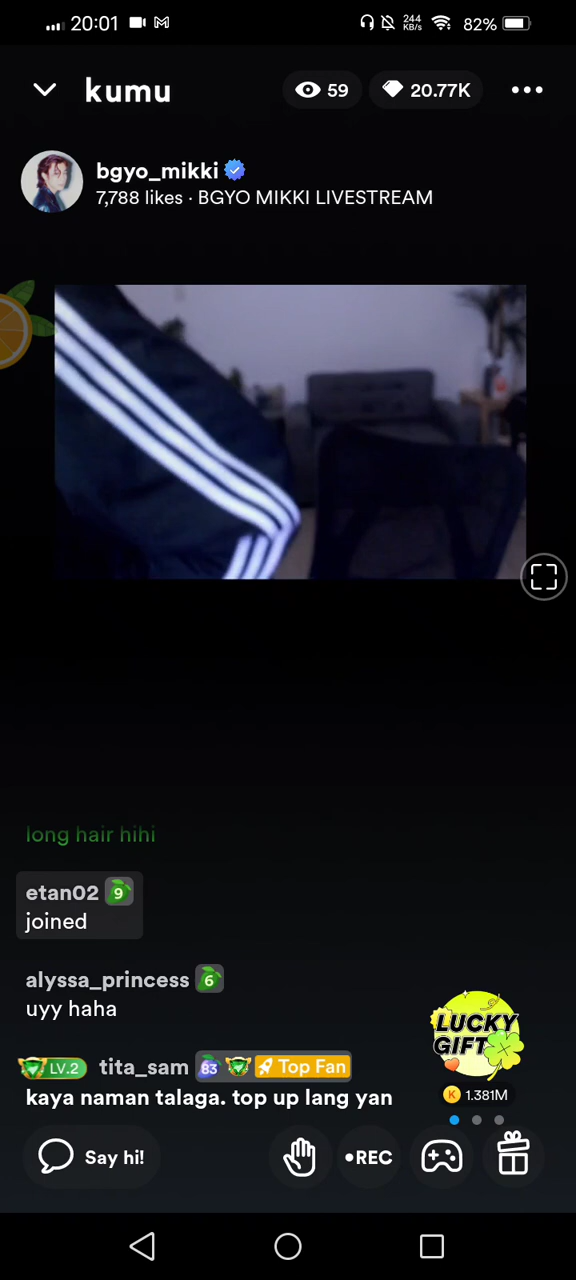 20:01
244
KB/s
82%
kumu
59
20.77K
bgyo_mikki
7,788 likes · BGYO MIKKI LIVESTREAM
long hair hihi
etan02 9
joined
alyssa_princess 6
uyy haha
LV.2 tita_sam 83 Top Fan
kaya naman talaga. top up lang yan
LUCKY
GIFT
K 1.381M
Say hi!
•REC